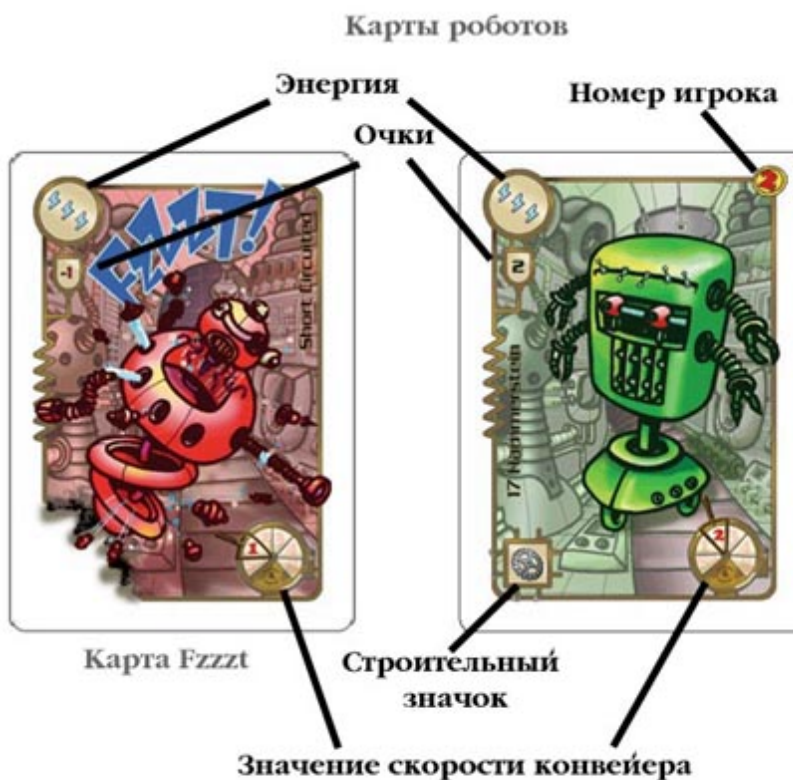 Карты роботов
Энергия
Номер игрока
Очки
2
-1
FZZZT!
Short Circuited
2
17 Hammerstein
1
2
Карта Fzzzt
Строительный
значок
Значение скорости конвейера